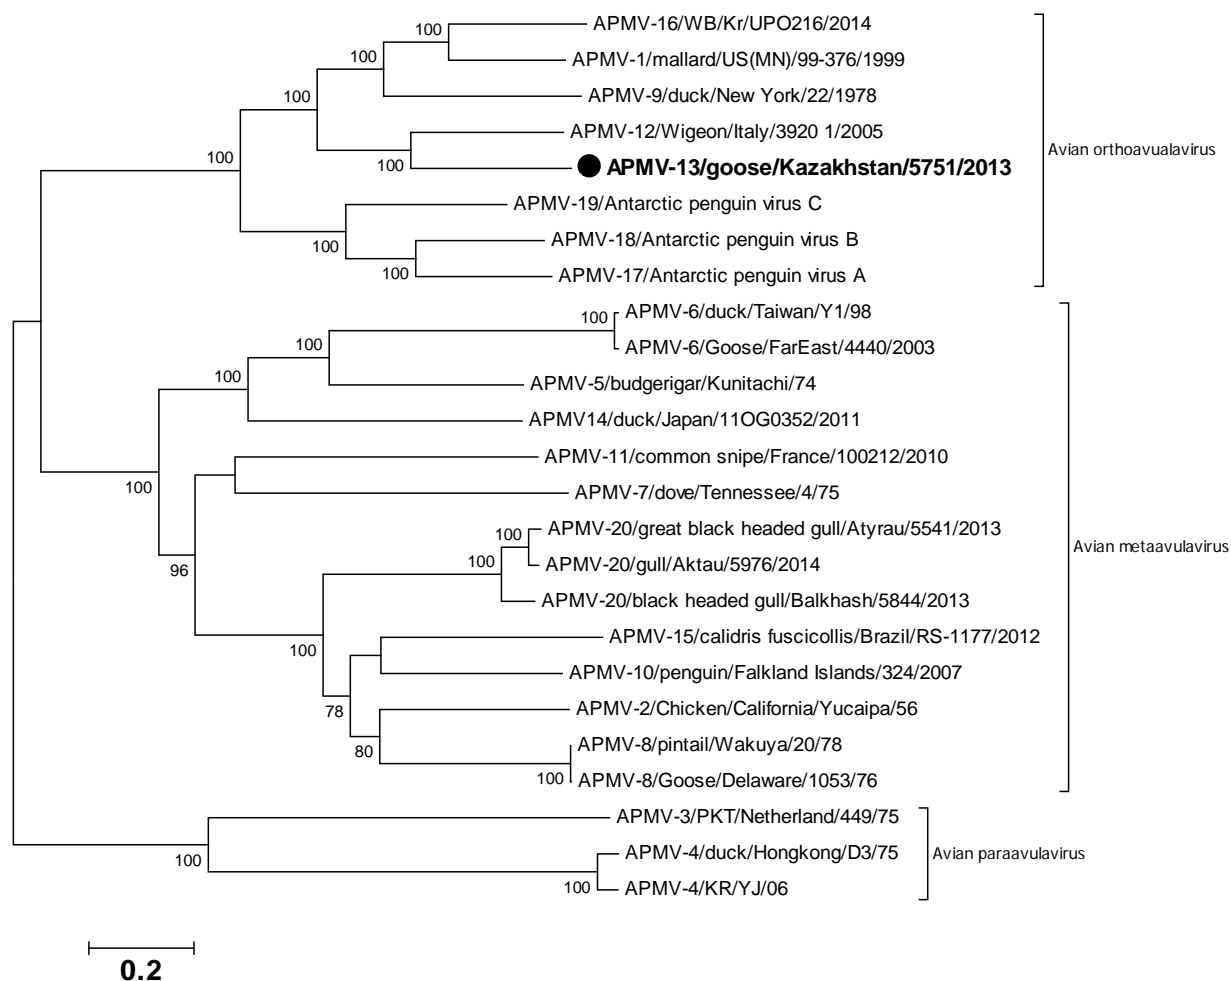 100
APMV-16/WB/Kr/UPO216/2014
100
APMV-1/mallard/US(MN)/99-376/1999
100
APMV-9/duck/New York/22/1978
APMV-12/Wigeon/Italy/3920 1/2005
100
100
APMV-13/goose/Kazakhstan/5751/2013
Avian orthoavualavirus
APMV-19/Antarctic penguin virus C
100
APMV-18/Antarctic penguin virus B
100
APMV-17/Antarctic penguin virus A
100
APMV-6/duck/Taiwan/Y1/98
100
APMV-6/Goose/FarEast/4440/2003
100
APMV-5/budgerigar/Kunitachi/74
APMV14/duck/Japan/11OG0352/2011
100
APMV-11/common snipe/France/100212/2010
APMV-7/dove/Tennessee/4/75
96
100
APMV-20/great black headed gull/Atyrau/5541/2013
100
APMV-20/gull/Aktau/5976/2014
APMV-20/black headed gull/Balkhash/5844/2013
Avian metaavulavirus
100
APMV-15/calidris fuscicollis/Brazil/RS-1177/2012
APMV-10/penguin/Falkland Islands/324/2007
78
APMV-2/Chicken/California/Yucaipa/56
80
APMV-8/pintail/Wakuya/20/78
100
APMV-8/Goose/Delaware/1053/76
APMV-3/PKT/Netherland/449/75
100
APMV-4/duck/Hongkong/D3/75
Avian paraavulavirus
100
APMV-4/KR/YJ/06
0.2